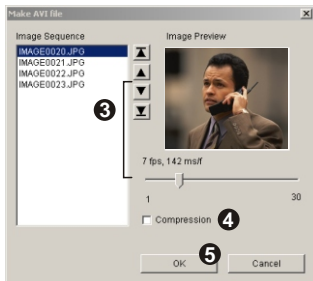 Make AVI file
Image Sequence
Image Preview
IMAGE0020.JPG
IMAGE0021.JPG
IMAGE0022.JPG
IMAGE0023.JPG
3
7 fps, 142 ms/f
1
30
Compression
4
5
OK
Cancel